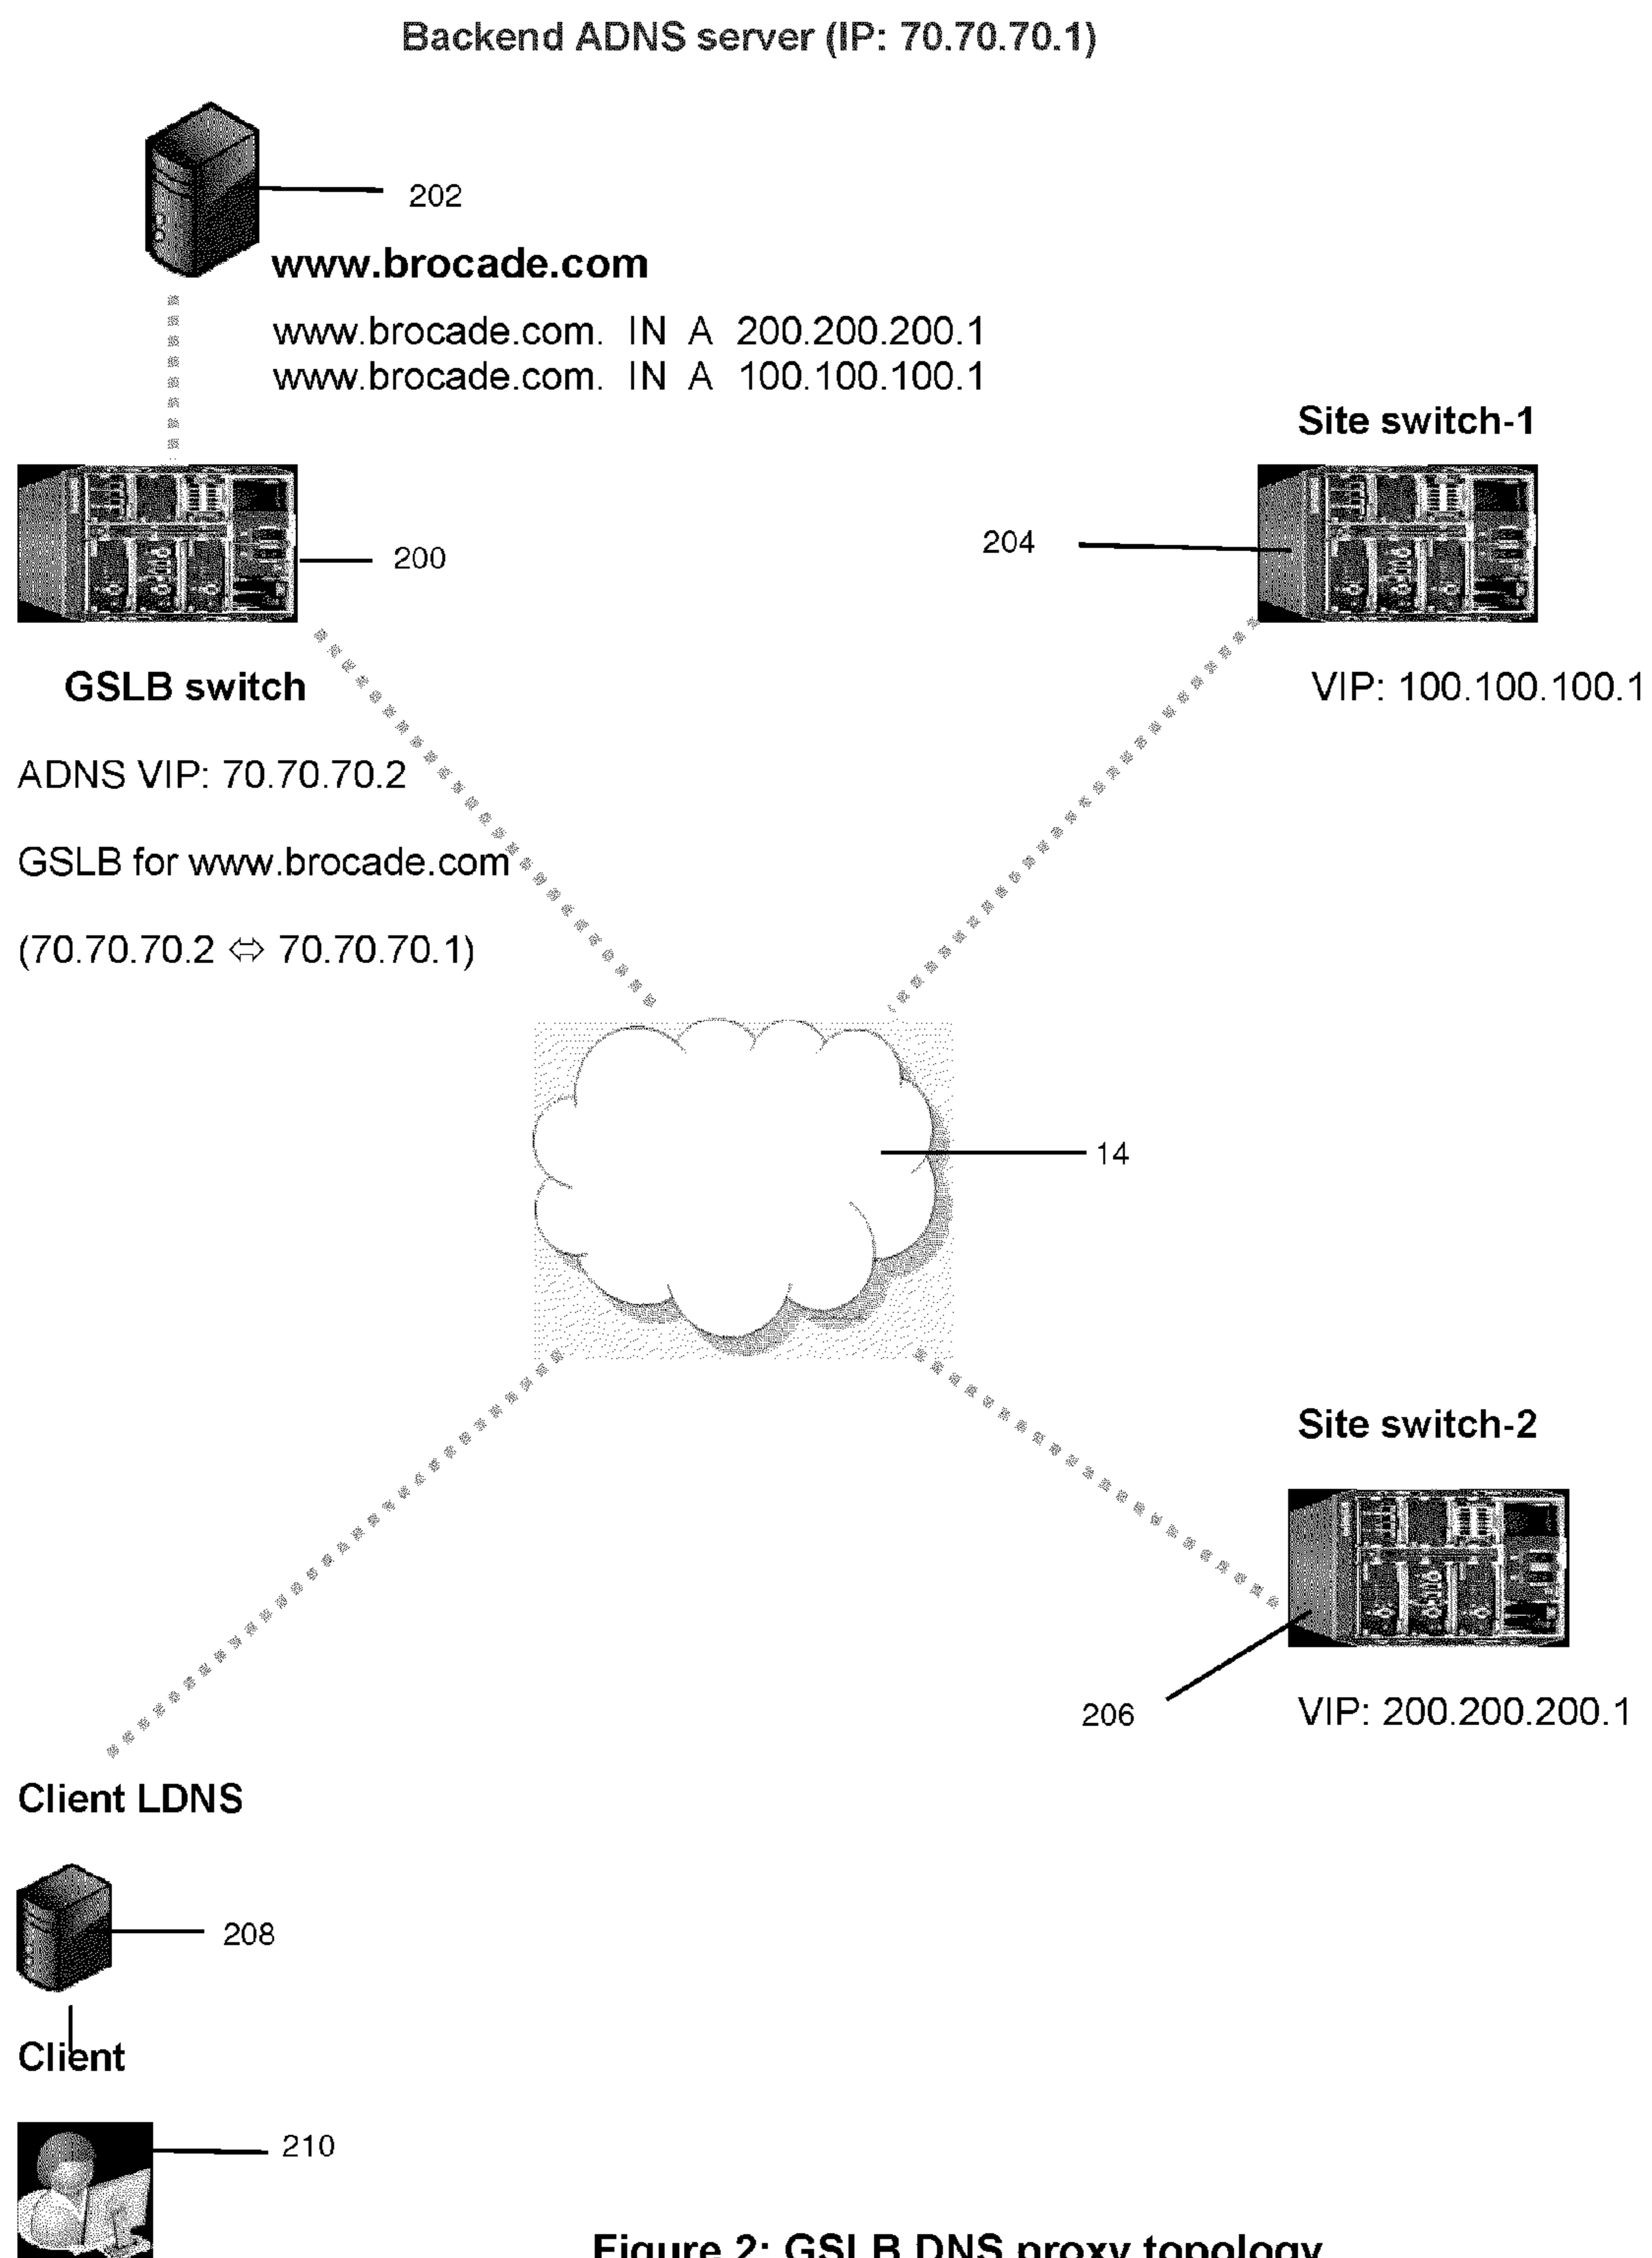 Backend ADNS server (IP: 70.70.70.1)
202
www.brocade.com
www.brocade.com. IN A 200.200.200.1
www.brocade.com. IN A 100.100.100.1
Site switch-1
200
204
GSLB switch
VIP: 100.100.100.1
ADNS VIP: 70.70.70.2
GSLB for www.brocade.com
(70.70.70.2 ⇔ 70.70.70.1)
14
Site switch-2
206
VIP: 200.200.200.1
Client LDNS
208
Client
210
Figure 2: GSLB DNS proxy topology